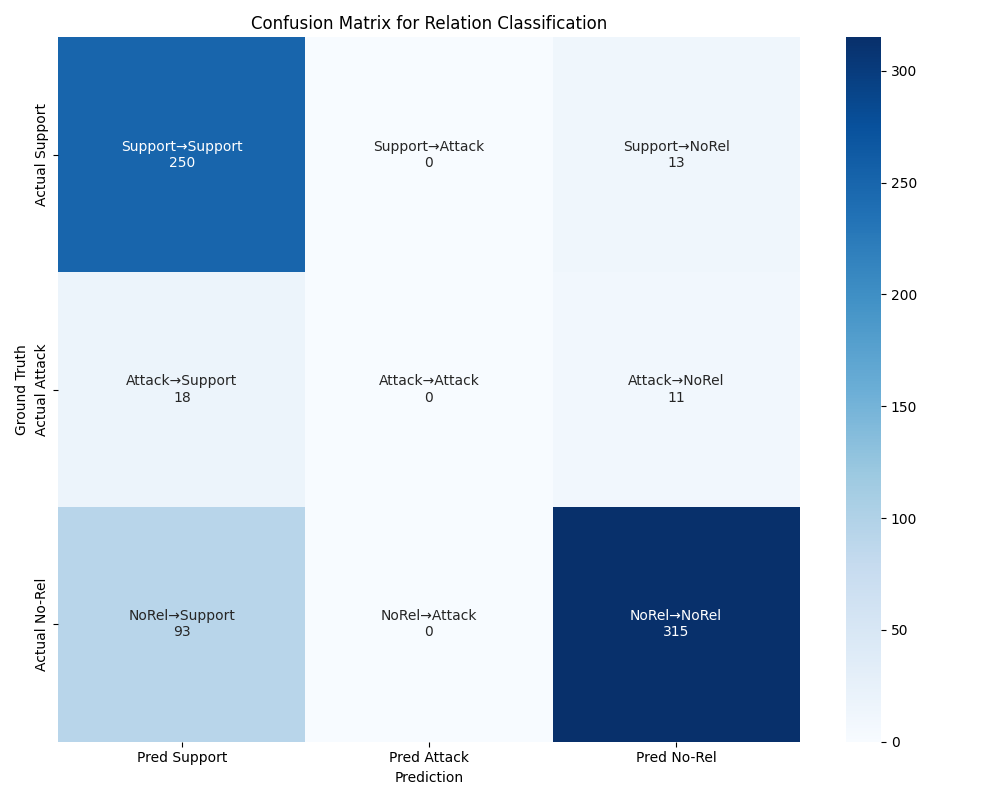 Confusion Matrix for Relation Classification
Support→Support
250
Support→Attack
0
Support→NoRel
13
Attack→Support
18
Attack→Attack
0
Attack→NoRel
11
NoRel→Support
93
NoRel→Attack
0
NoRel→NoRel
315
Ground Truth
Actual Support
Actual Attack
Actual No-Rel
Pred Support
Pred Attack
Pred No-Rel
Prediction
300
250
200
150
100
50
0